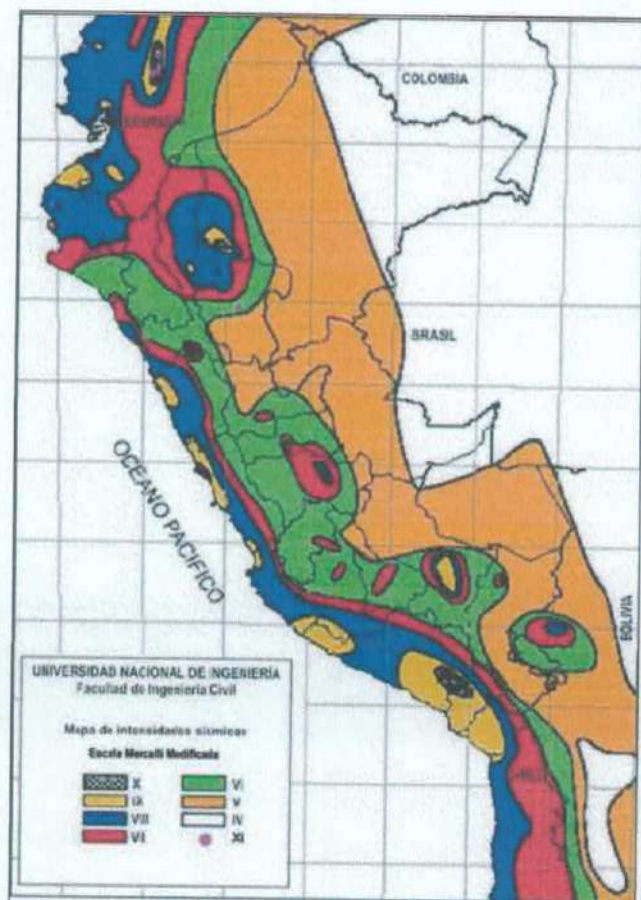 COLOMBIA
BRASIL
OCEANO PACIFICO
BOLIVIA
UNIVERSIDAD NACIONAL DE INGENIERÍA
Facultad de Ingeniería Civil
Mapa de intensidades sísmicas
Escala Mercalli Modificada
X
VI
IX
V
VIII
IV
VII
XI